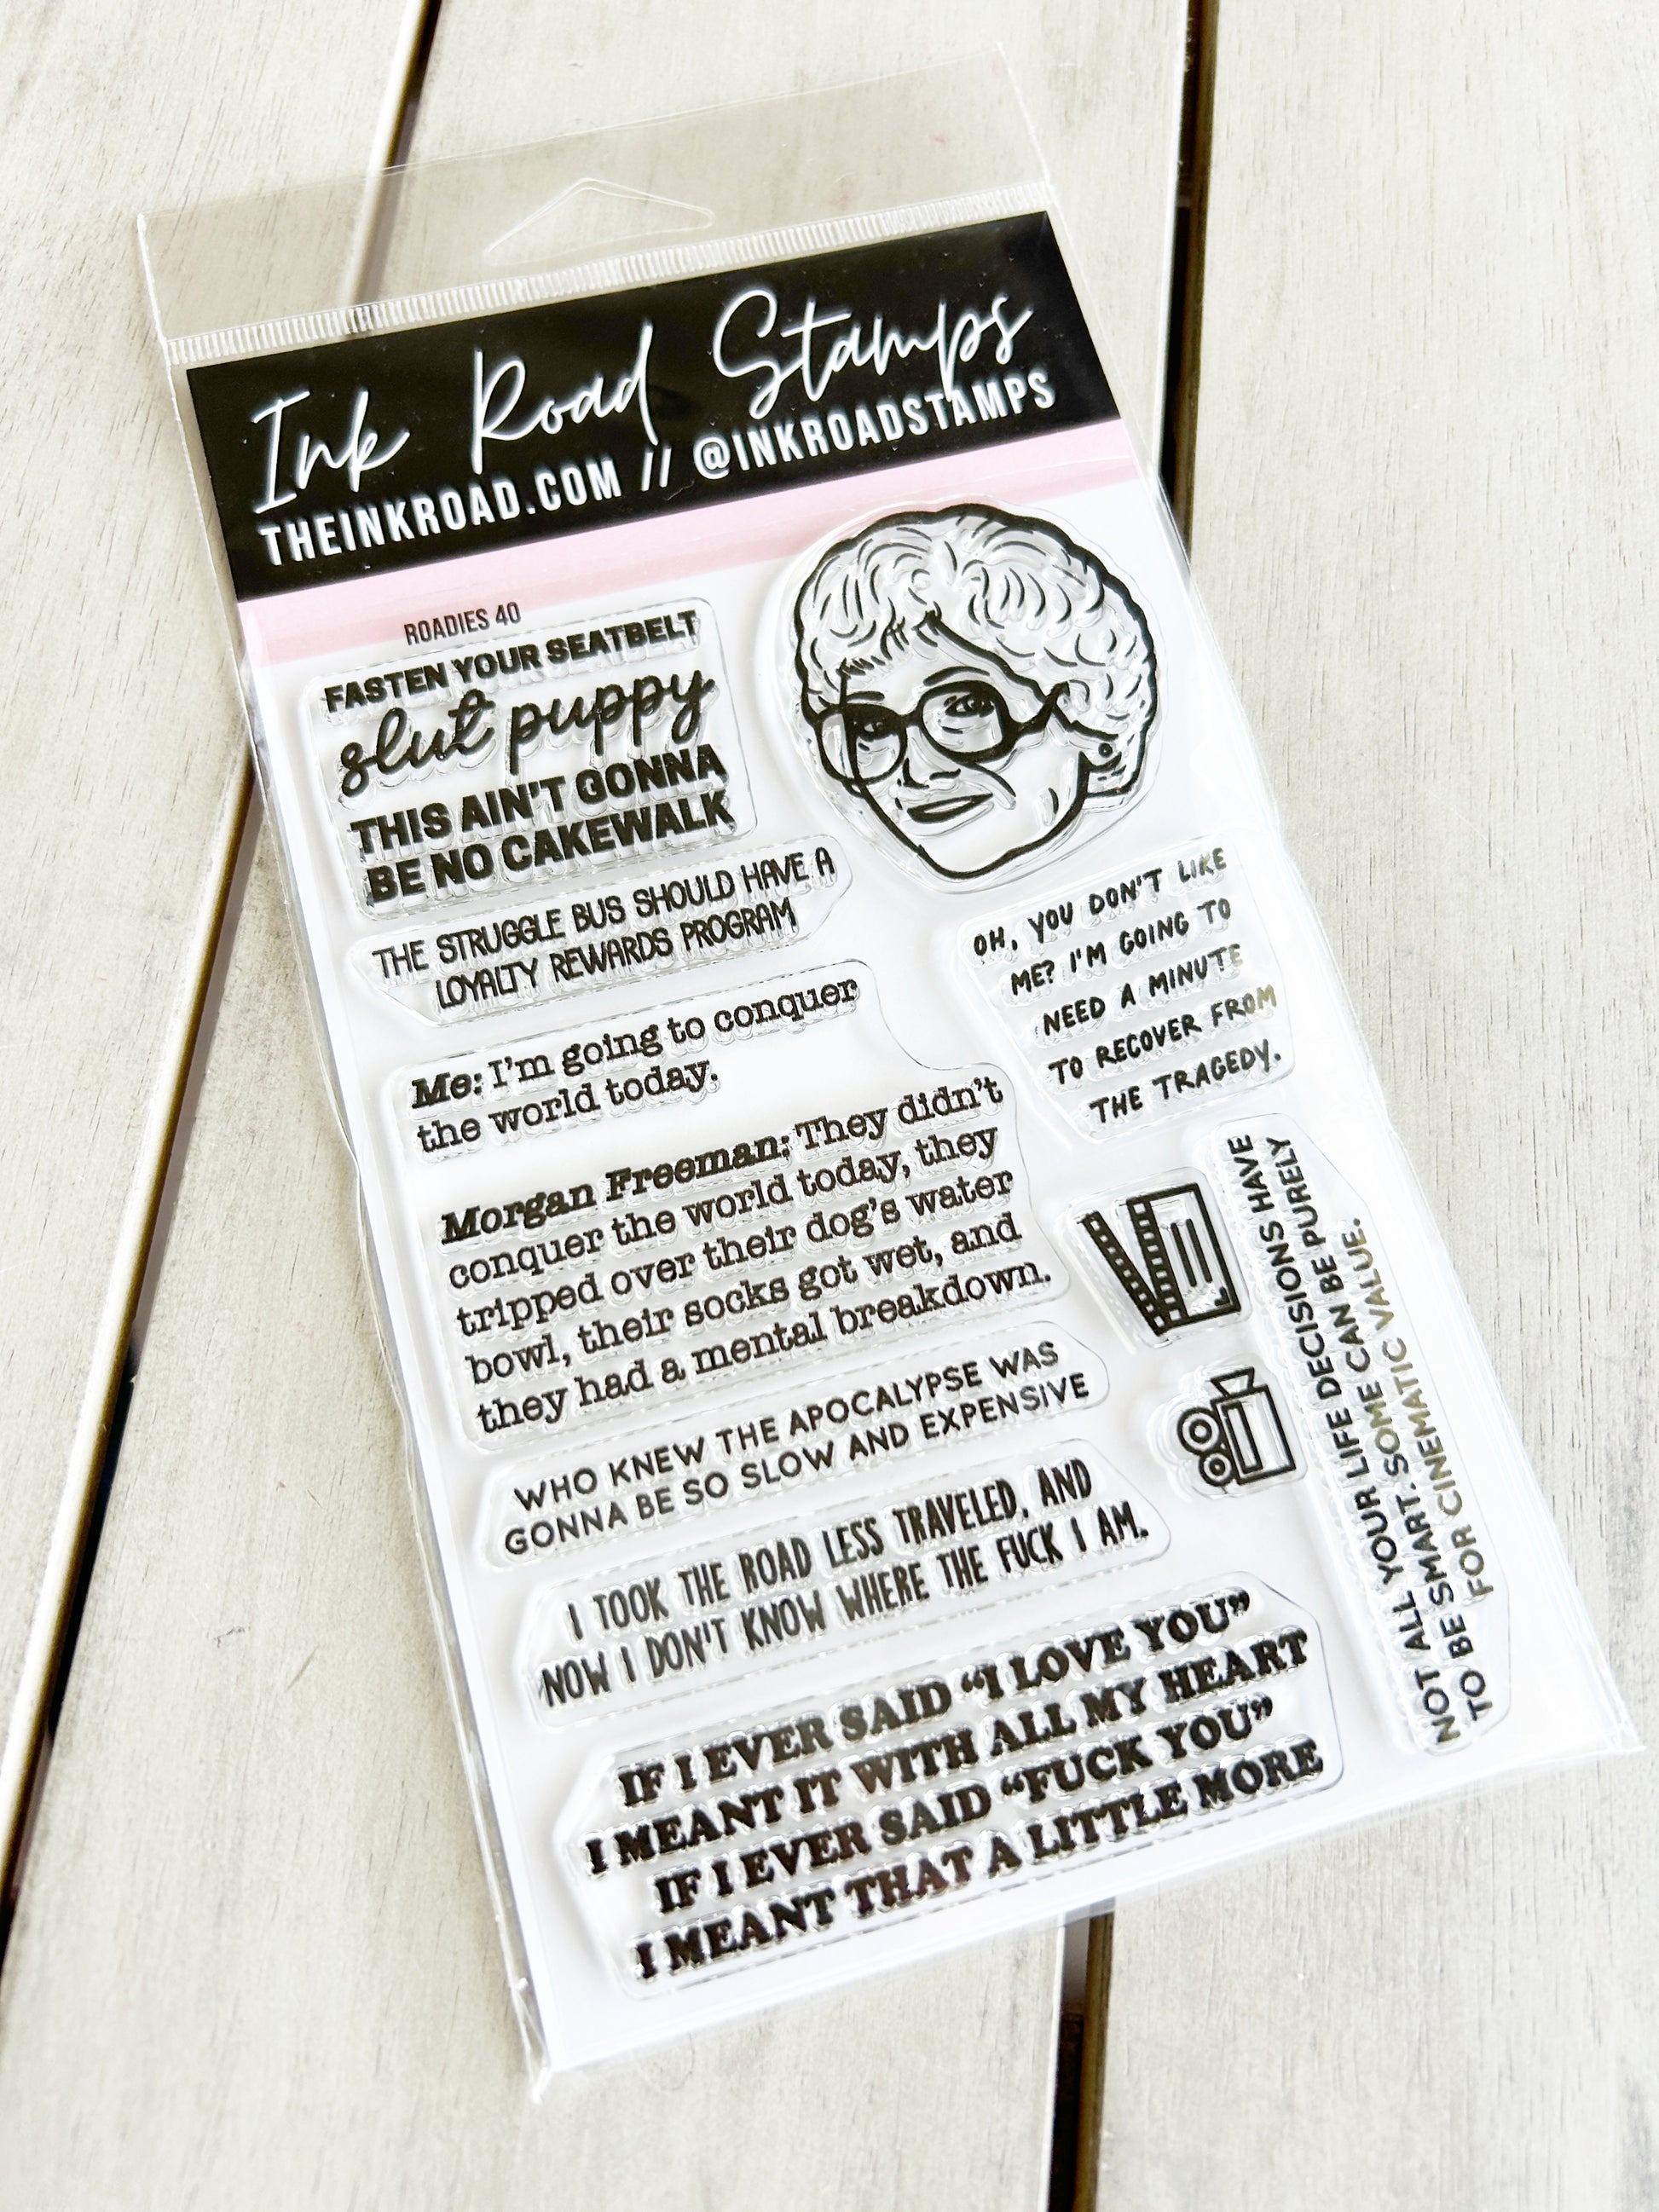 Ink Road Stamps
THEINKROAD.COM // @INKROADSTAMPS
ROADIES 40
FASTEN YOUR SEATBELT
slut puppy
THIS AIN'T GONNA
BE NO CAKEWALK
THE STRUGGLE BUS SHOULD HAVE A
LOYALTY REWARDS PROGRAM
OH, YOU DON'T LIKE
ME? I'M GOING TO
NEED A MINUTE
TO RECOVER FROM
THE TRAGEDY.
Me: I'm going to conquer
the world today.
Morgan Freeman: They didn't
conquer the world today, they
tripped over their dog's water
bowl, their socks got wet, and
they had a mental breakdown.
NOT ALL YOUR LIFE DECISIONS HAVE
TO BE SMART. SOME CAN BE PURELY
FOR CINEMATIC VALUE.
WHO KNEW THE APOCALYPSE WAS
GONNA BE SO SLOW AND EXPENSIVE
I TOOK THE ROAD LESS TRAVELED, AND
NOW I DON'T KNOW WHERE THE FUCK I AM.
IF I EVER SAID “I LOVE YOU”
I MEANT IT WITH ALL MY HEART
IF I EVER SAID “FUCK YOU”
I MEANT THAT A LITTLE MORE